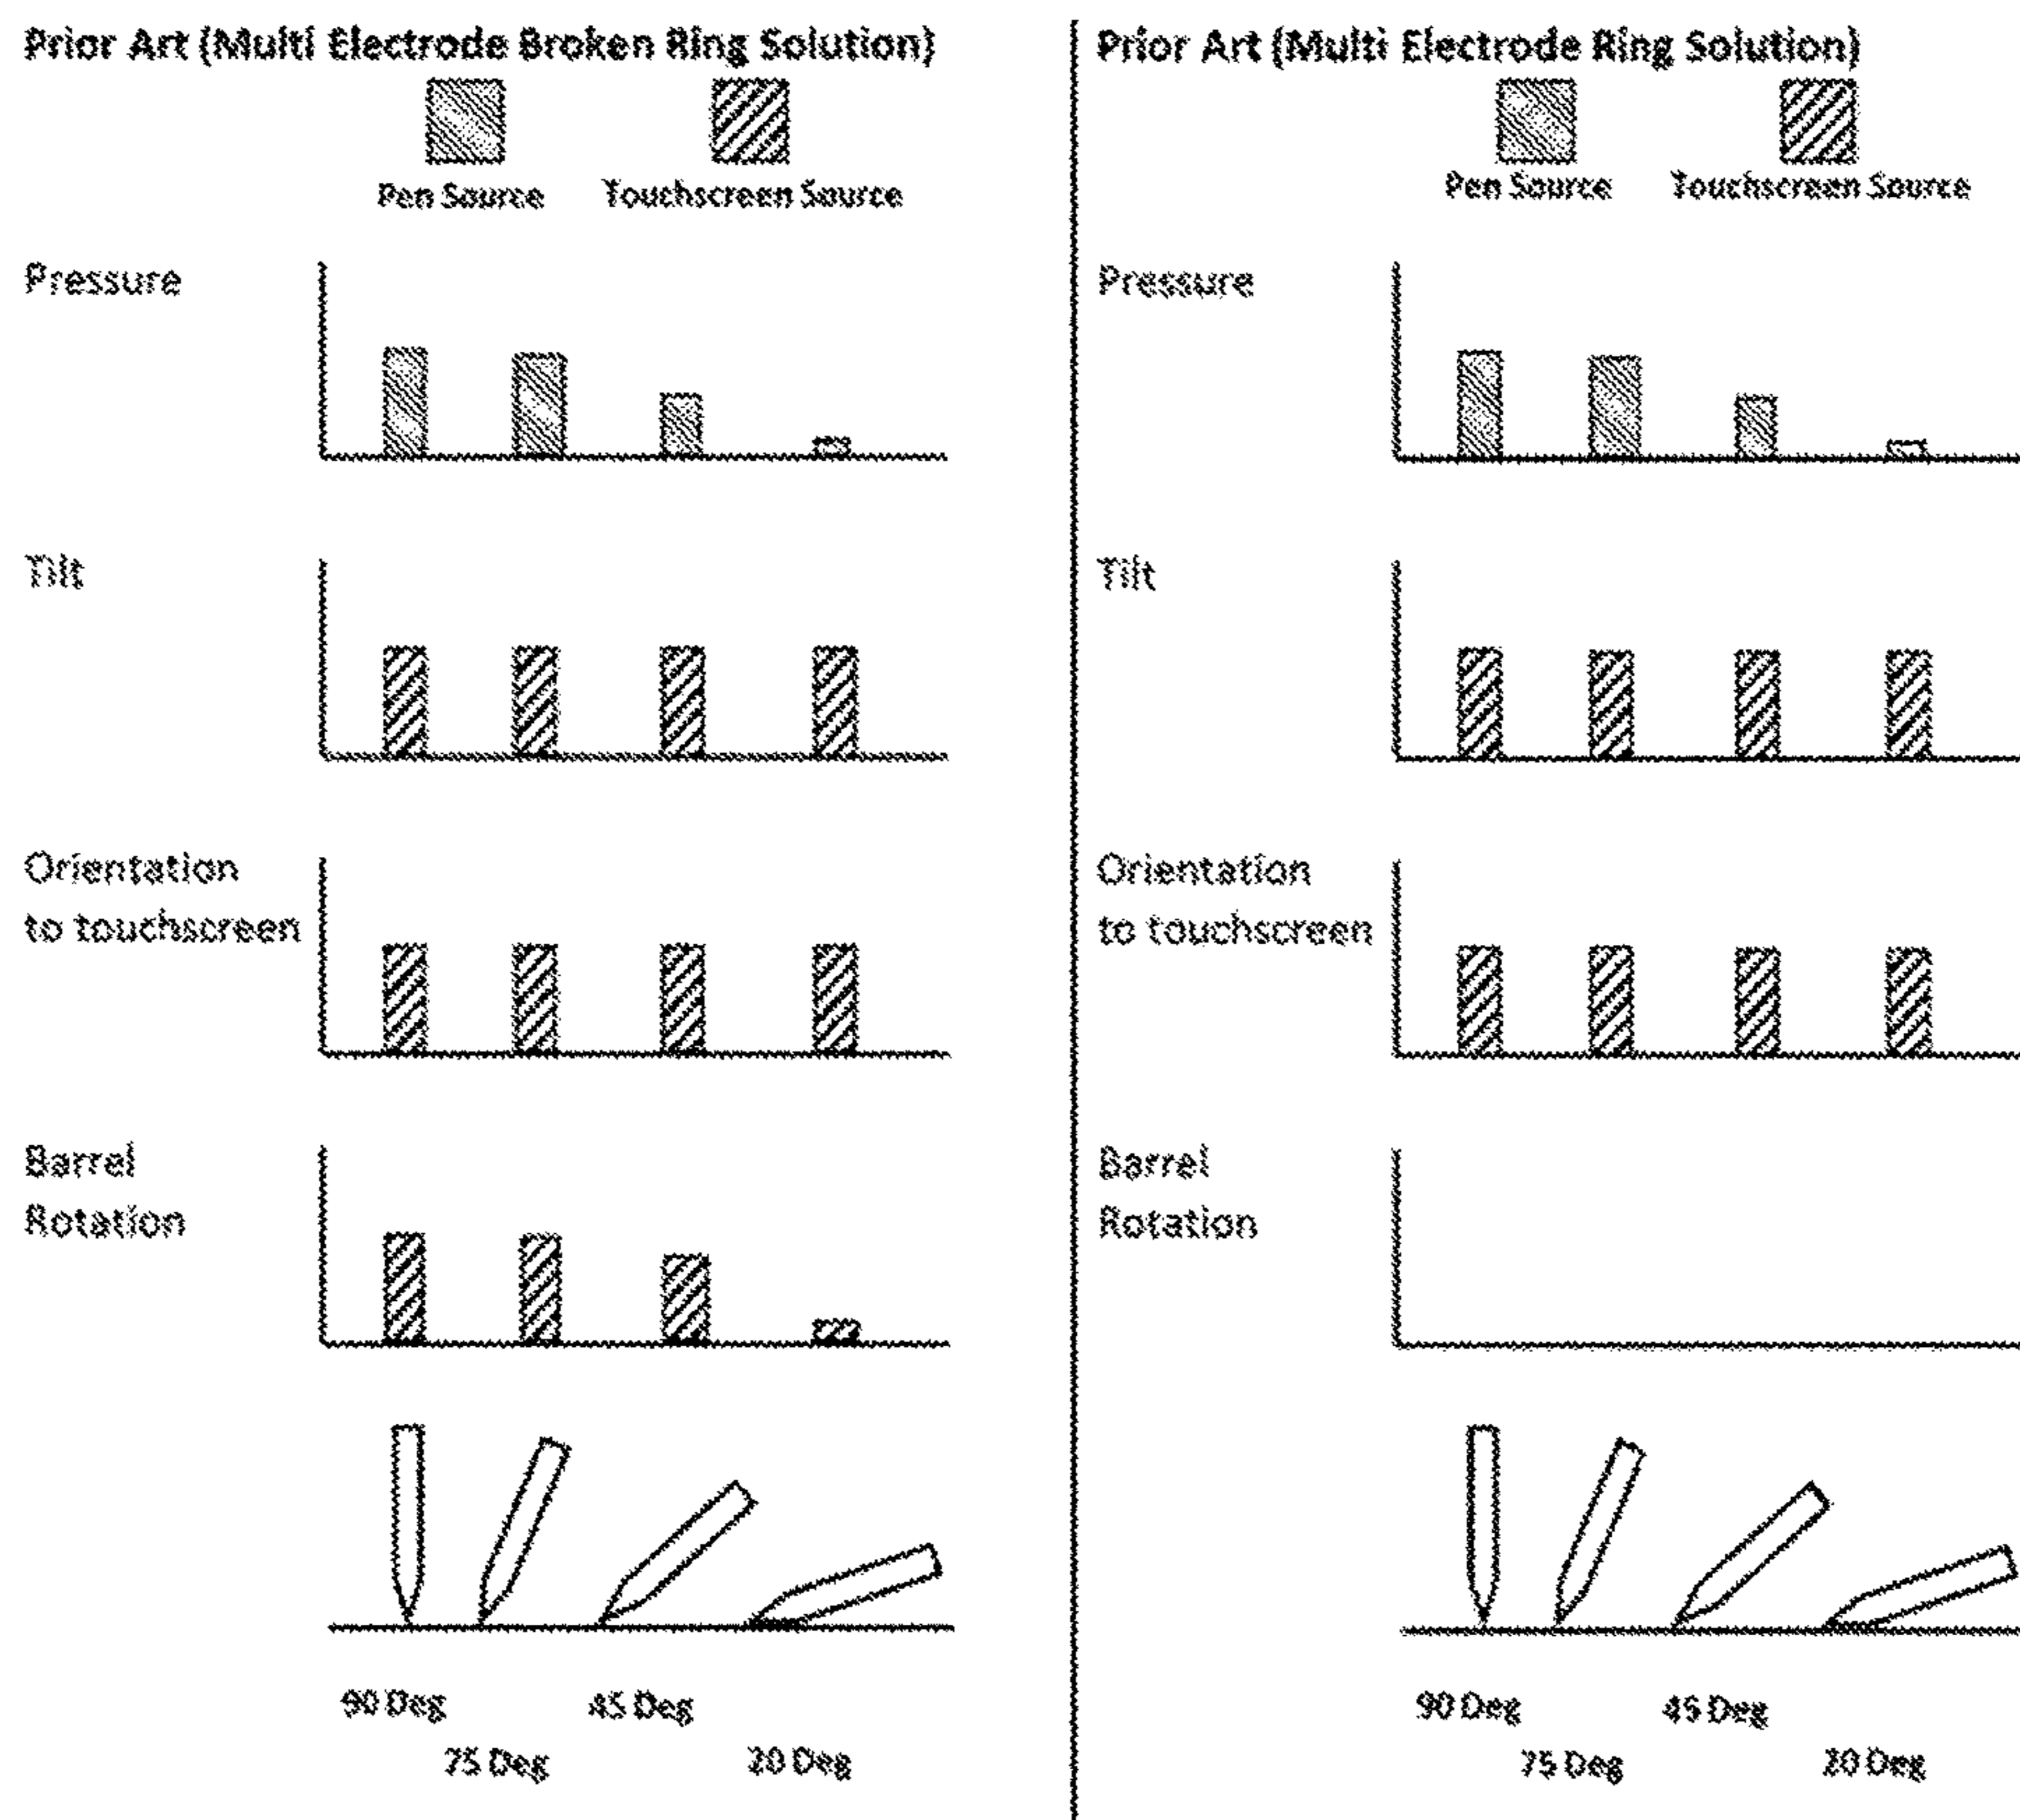 Prior Art (Multi Electrode Broken Ring Solution)
Pen Source
Touchscreen Source
Pressure
Tilt
Orientation
to touchscreen
Barrel
Rotation
90 Deg
45 Deg
75 Deg
20 Deg
Prior Art (Multi Electrode Ring Solution)
Pen Source
Touchscreen Source
Pressure
Tilt
Orientation
to touchscreen
Barrel
Rotation
90 Deg
45 Deg
75 Deg
20 Deg